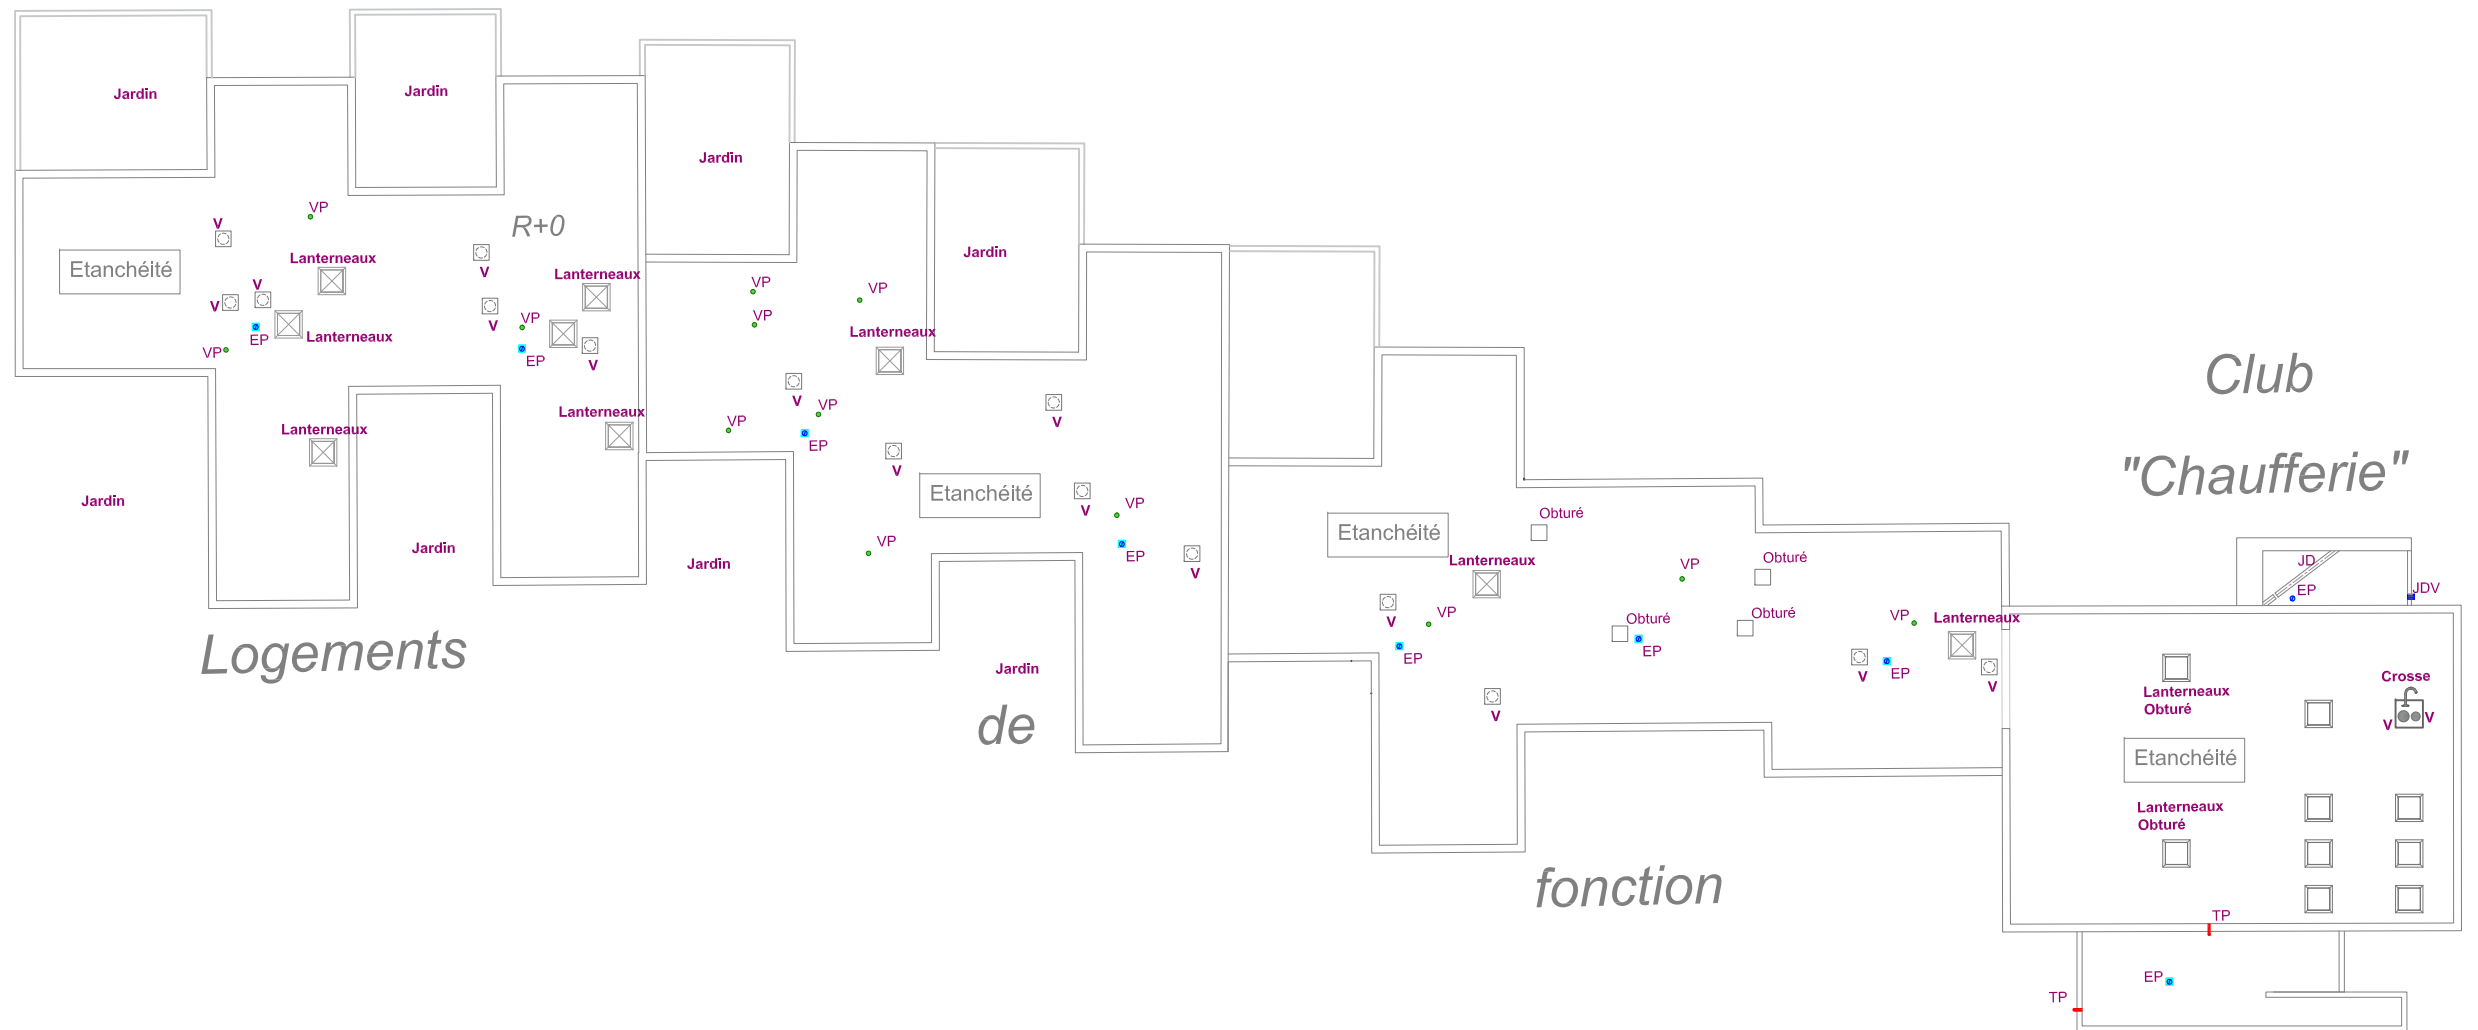 Jardin
Jardin
Jardin
VP
V
R+0
Jardin
Lanterneaux
Etanchéité
V
Lanterneaux
V
VP
VP
V
VP
V
EP
Lanterneaux
VP
VP
Lanterneaux
VP
EP
V
Club
V
VP
Lanterneaux
Lanterneaux
VP
V
EP
"Chaufferie"
V
Jardin
Etanchéité
VP
V
Obturé
Etanchéité
Jardin
VP
EP
Jardin
V
Lanterneaux
VP
Obturé
JD
EP
JDV
V
VP
Obturé
Obturé
VP
Lanterneaux
EP
EP
Logements
Jardin
V
EP
V
Crosse
Lanterneaux
Obturé
V
V
V
de
Etanchéité
Lanterneaux
Obturé
fonction
TP
EP
TP